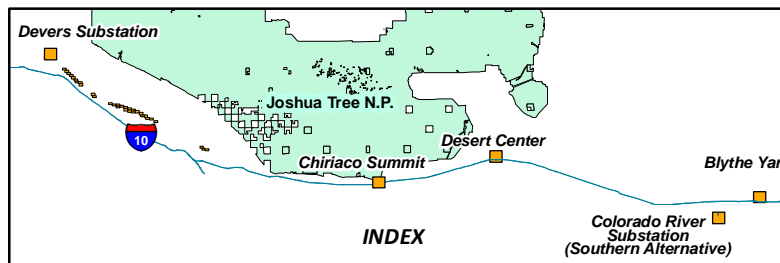 Devers Substation
Joshua Tree N.P.
10
Desert Center
Chiriaco Summit
Blythe Yar
Colorado River
Substation
(Southern Alternative)
INDEX